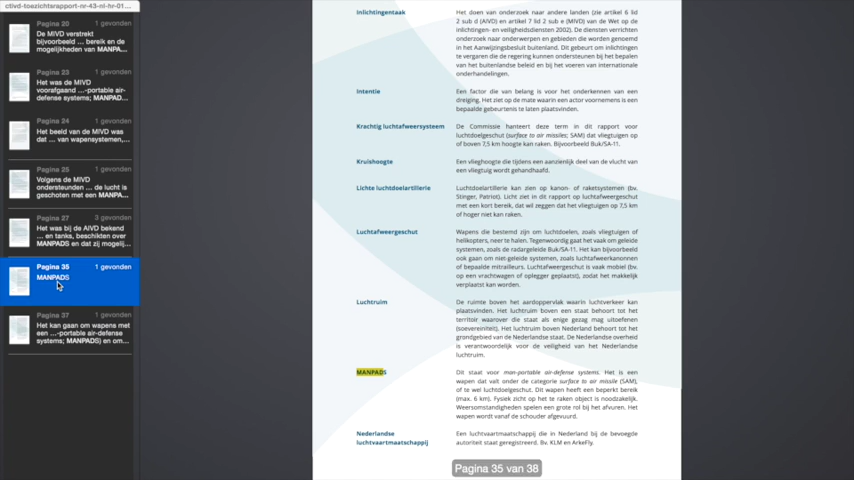 ctivd-toezichtsrapport-nr-43-nl-hr-01...
Pagina 20 1 gevonden
De MIVD verstrekt
bijvoorbeeld ... bereik en de
mogelijkheden van MANPA...
Pagina 23 1 gevonden
Het was de MIVD
voorafgaand ...-portable air-
defense systems; MANPAD...
Pagina 24 1 gevonden
Het beeld van de MIVD was
dat ... van wapensystemen,...
Pagina 25 1 gevonden
Volgens de MIVD
ondersteunden ... de lucht is
geschoten met een MANPA...
Pagina 27 3 gevonden
Het was bij de AIVD bekend
... en tanks, beschikten over
MANPADS en dat zij mogelij...
Pagina 35 1 gevonden
MANPADS
Pagina 37 1 gevonden
Het kan gaan om wapens met
een ...-portable air-defense
systems; MANPADS) en om...
Inlichtingentaak Het doen van onderzoek naar andere landen (zie artikel 6 lid
2 sub d (AIVD) en artikel 7 lid 2 sub e (MIVD) van de Wet op de
inlichtingen- en veiligheidsdiensten 2002). De diensten verrichten
onderzoek naar onderwerpen en gebieden die worden genoemd
in het Aanwijzingsbesluit buitenland. Dit gebeurt om inlichtingen
te vergaren die de regering kunnen ondersteunen bij het bepalen
van het buitenlandse beleid en bij het voeren van internationale
onderhandelingen.
Intentie Een factor die van belang is voor het onderkennen van een
dreiging. Het ziet op de mate waarin een actor voornemens is een
bepaalde gebeurtenis te laten plaatsvinden.
Krachtig luchtafweersysteem De Commissie hanteert deze term in dit rapport voor
luchtdoelgeschut (surface to air missiles; SAM) dat vliegtuigen op
of boven 7,5 km hoogte kan raken. Bijvoorbeeld Buk/SA-11.
Kruishoogte Een vlieghoogte die tijdens een aanzienlijk deel van de vlucht van
een vliegtuig wordt gehandhaafd.
Lichte luchtdoelartillerie Luchtdoelartillerie kan zien op kanon- of raketsystemen (bv.
Stinger, Patriot). Licht ziet in dit rapport op luchtafweergeschut
met een kort bereik, dat wil zeggen dat het vliegtuigen op 7,5 km
of hoger niet kan raken.
Luchtafweergeschut Wapens die bestemd zijn om luchtdoelen, zoals vliegtuigen of
helikopters, neer te halen. Tegenwoordig gaat het vaak om geleide
systemen, zoals de radargeleide Buk/SA-11. Het kan bijvoorbeeld
ook gaan om niet-geleide systemen, zoals luchtafweerkanonnen
of bepaalde mitrailleurs. Luchtafweergeschut is vaak mobiel (bv.
op een vrachtwagen of oplegger geplaatst), zodat het makkelijk
verplaatst kan worden.
Luchtruim De ruimte boven het aardoppervlak waarin luchtverkeer kan
plaatsvinden. Het luchtruim boven een staat behoort tot het
territoir waarover die staat als enige gezag mag uitoefenen
(soevereiniteit). Het luchtruim boven Nederland behoort tot het
grondgebied van de Nederlandse staat. De Nederlandse overheid
is verantwoordelijk voor de veiligheid van het Nederlandse
luchtruim.
MANPADS Dit staat voor man-portable air-defense systems. Het is een
wapen dat valt onder de categorie surface to air missile (SAM),
of te wel luchtdoelgeschut. Dit wapen heeft een beperkt bereik
(max. 6 km). Fysiek zicht op het te raken object is noodzakelijk.
Weersomstandigheden spelen een grote rol bij het afvuren. Het
wapen wordt vanaf de schouder afgevuurd.
Nederlandse Een luchtvaartmaatschappij die in Nederland bij de bevoegde
luchtvaartmaatschappij autoriteit staat geregistreerd. Bv. KLM en ArkeFly.
Pagina 35 van 38